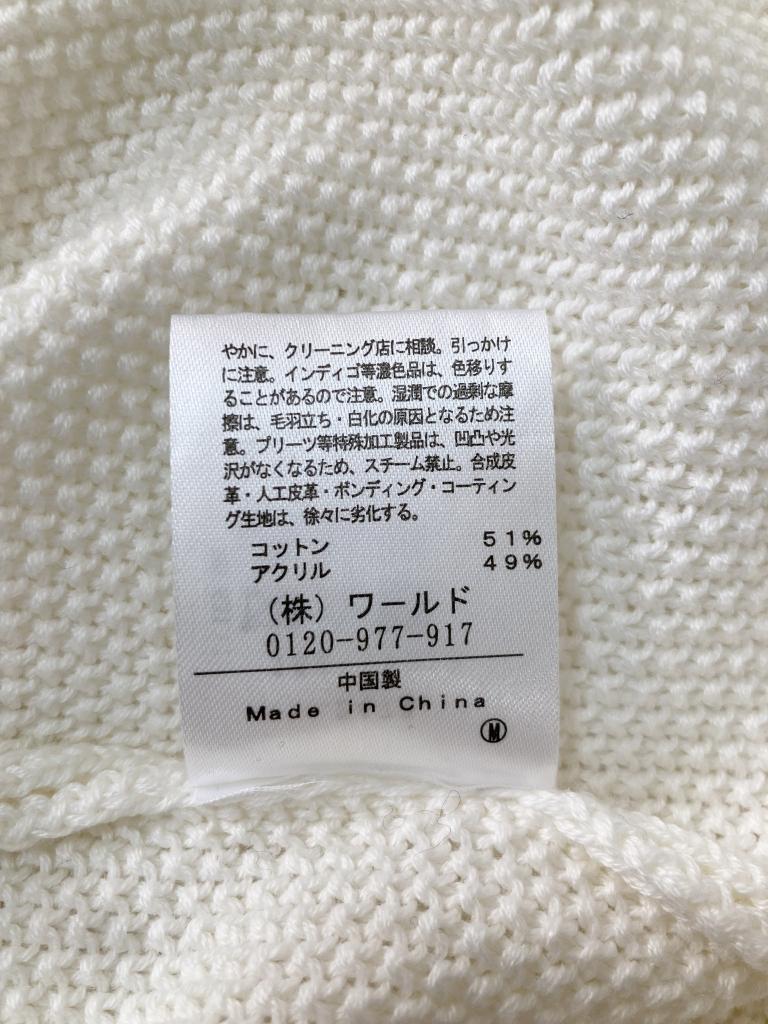 やかに、クリーニング店に相談。引っかけ
に注意。インディゴ等濃色品は、色移りす
ることがあるので注意。湿潤での過剰な摩
擦は、毛羽立ち・白化の原因となるため注
意。プリーツ等特殊加工製品は、凹凸や光
沢がなくなるため、スチーム禁止。合成皮
革・人工皮革・ボンディング・コーティン
グ生地は、徐々に劣化する。
コットン 51%
アクリル 49%
(株) ワールド
0120-977-917
中国製
Made in China
Ⓜ